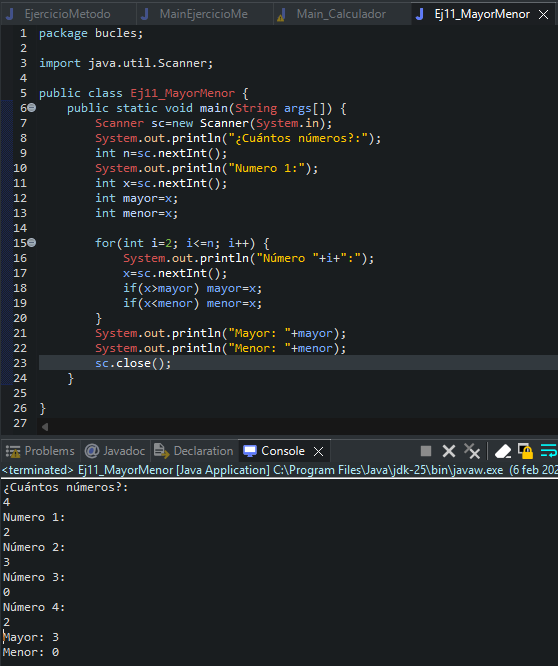 EjercicioMetodo MainEjercicioMe Main_Calculador Ej11_MayorMenor
1 package bucles;
2
3 import java.util.Scanner;
4
5 public class Ej11_MayorMenor {
6 public static void main(String args[]) {
7 Scanner sc=new Scanner(System.in);
8 System.out.println("¿Cuántos números?:");
9 int n=sc.nextInt();
10 System.out.println("Numero 1:");
11 int x=sc.nextInt();
12 int mayor=x;
13 int menor=x;
14
15 for(int i=2; i<=n; i++) {
16 System.out.println("Número "+i+":");
17 x=sc.nextInt();
18 if(x>mayor) mayor=x;
19 if(x<menor) menor=x;
20 }
21 System.out.println("Mayor: "+mayor);
22 System.out.println("Menor: "+menor);
23 sc.close();
24 }
25
26 }
27
Problems Javadoc Declaration Console
<terminated> Ej11_MayorMenor [Java Application] C:\Program Files\Java\jdk-25\bin\javaw.exe (6 feb 202
¿Cuántos números?:
4
Numero 1:
2
Número 2:
3
Número 3:
0
Número 4:
2
Mayor: 3
Menor: 0